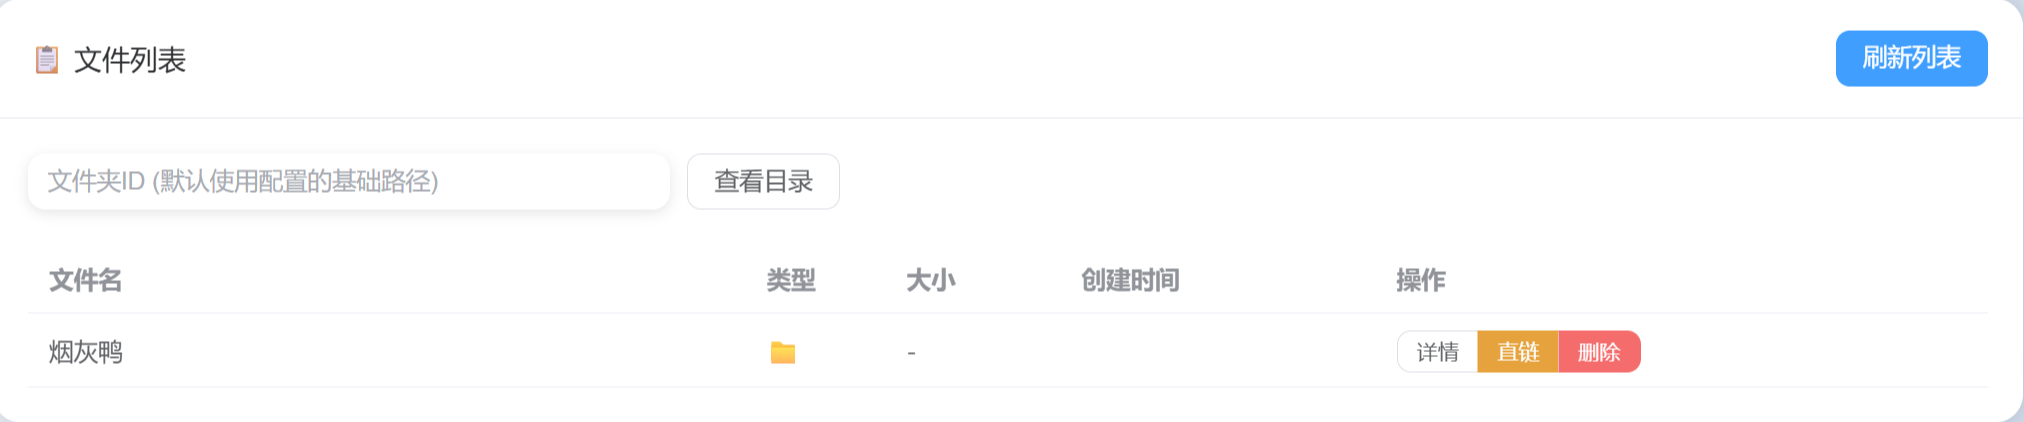 文件列表
刷新列表
文件夹ID (默认使用配置的基础路径)
查看目录
文件名 类型 大小 创建时间 操作
烟灰鸭 - 详情 直链 删除